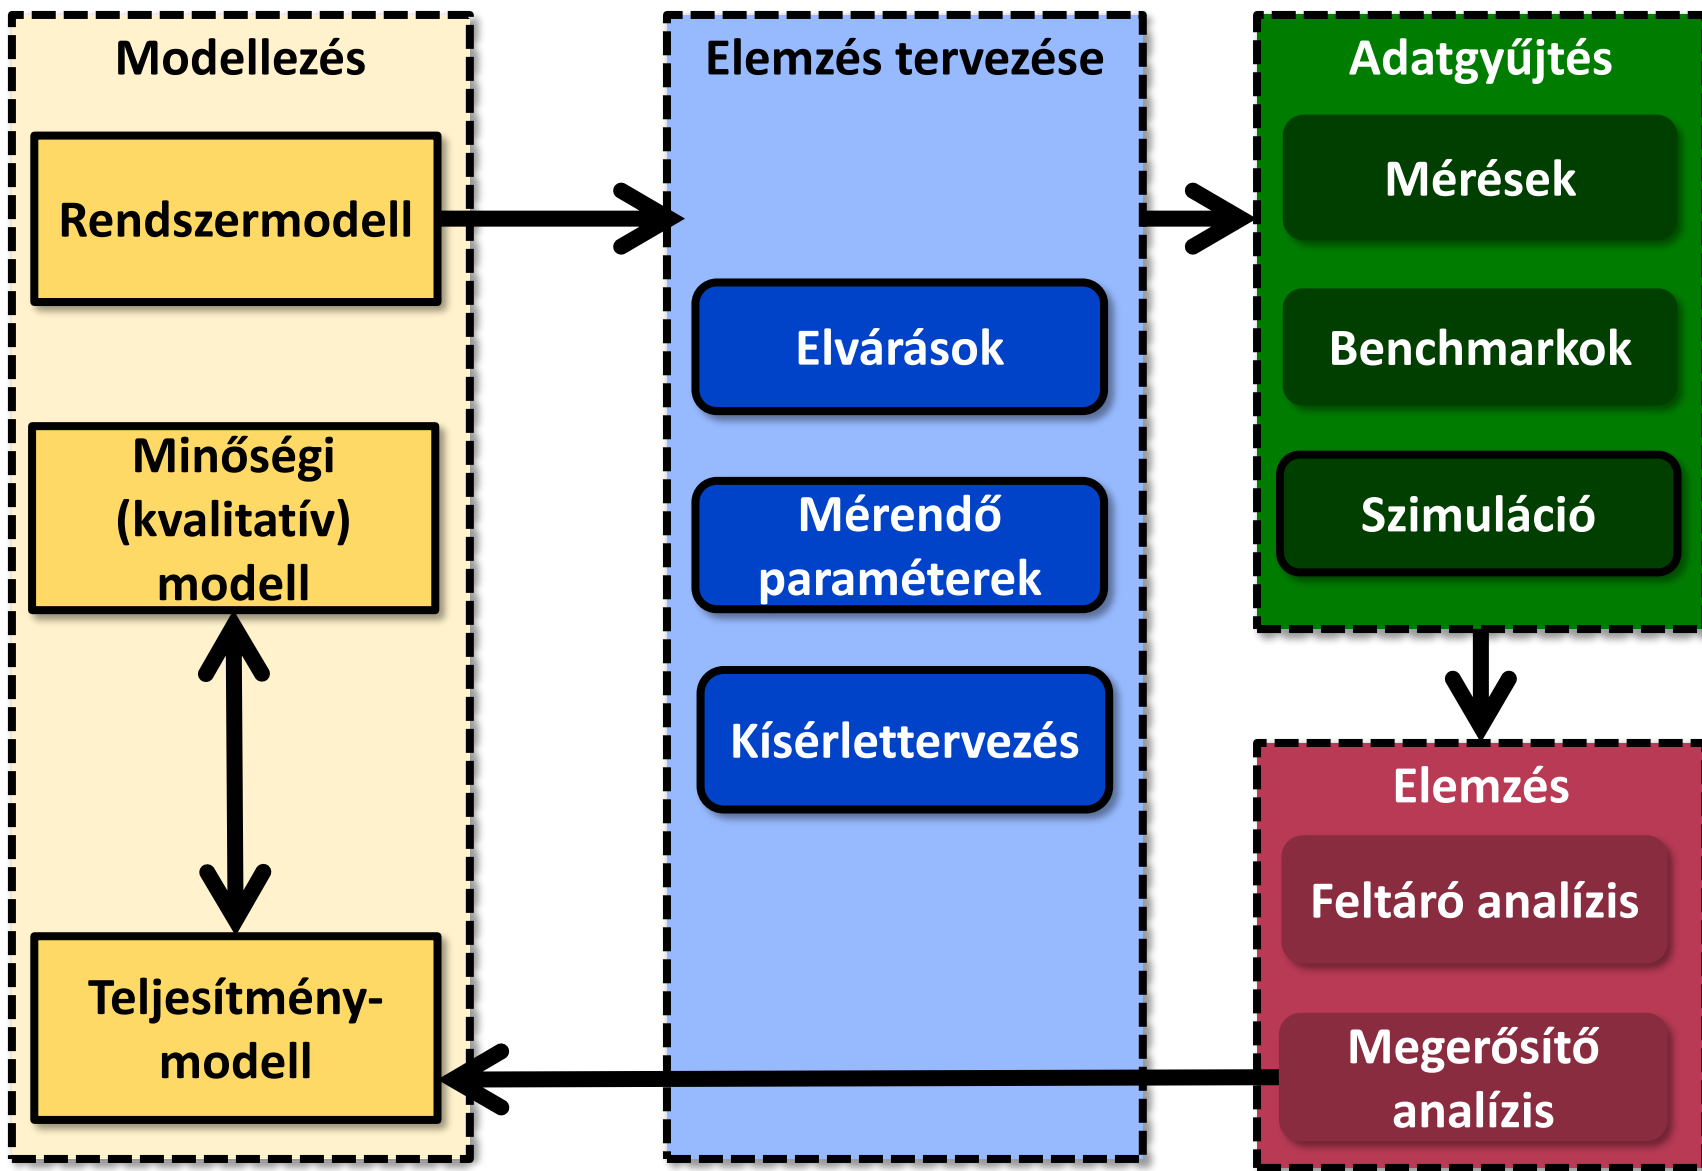 Modellezés
Rendszermodell
Minőségi
(kvalitatív)
modell
Teljesítmény-
modell
Elemzés tervezése
Elvárások
Mérendő
paraméterek
Kísérlettervezés
Adatgyűjtés
Mérések
Benchmarkok
Szimuláció
Elemzés
Feltáró analízis
Megerősítő
analízis